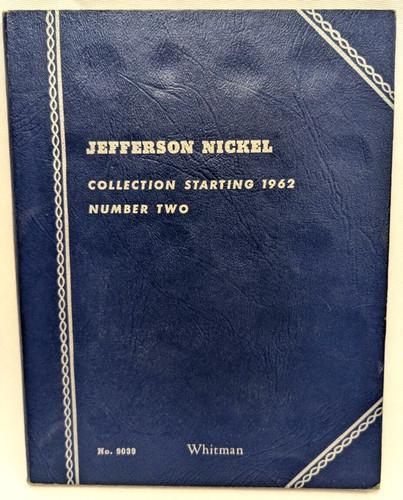 JEFFERSON NICKEL
COLLECTION STARTING 1962
NUMBER TWO
No. 9039 Whitman